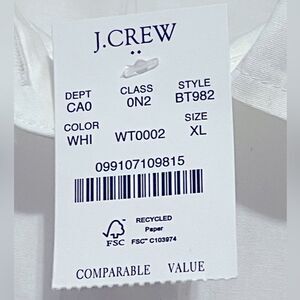 J.CREW
DEPT CLASS STYLE
CA0 0N2 BT982
COLOR SIZE
WHI WT0002 XL
099107109815
RECYCLED
Paper
FSC FSC® C103974
COMPARABLE VALUE